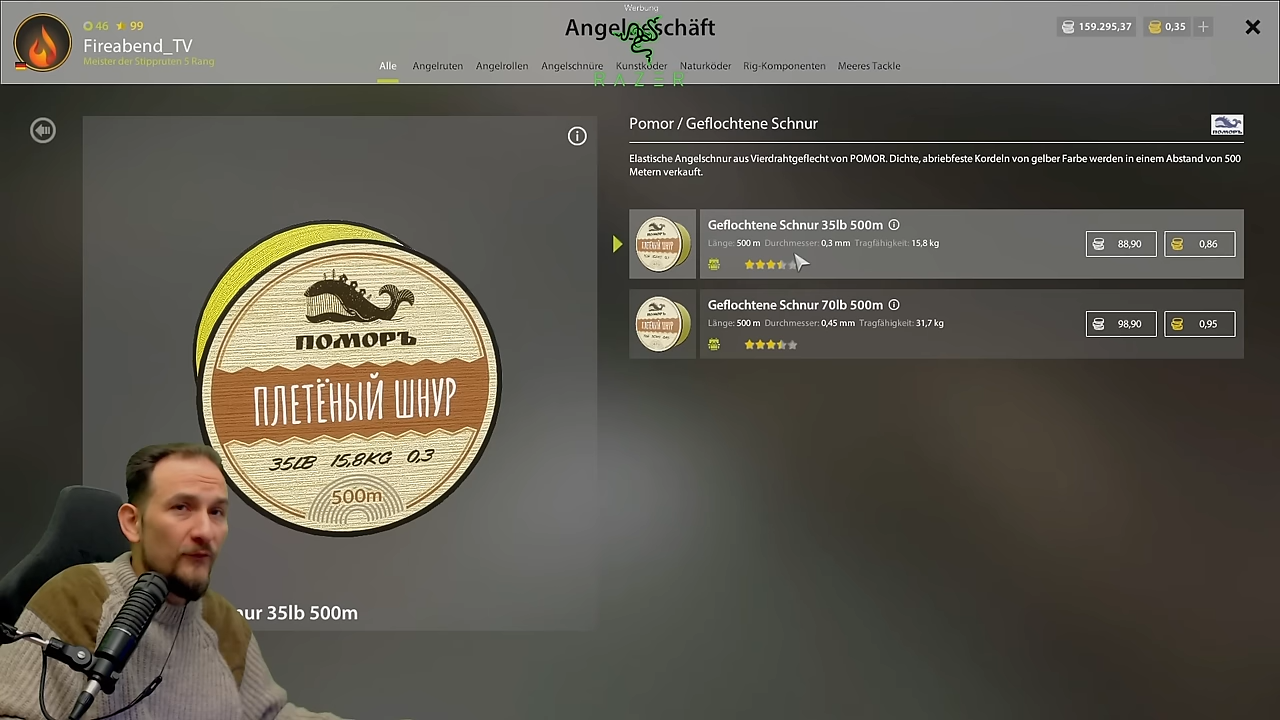 Werbung
46 99
Fireabend_TV
Meister der Stippruten 5 Rang
159.295,37
0,35
Alle
Angelruten
Angelrollen
Angelschnüre
Kunstköder
Naturköder
Rig-Komponenten
Meeres Tackle
RAZER
Pomor / Geflochtene Schnur
ПОМОРЪ
Elastische Angelschnur aus Vierdrahtgeflecht von POMOR. Dichte, abriebfeste Kordeln von gelber Farbe werden in einem Abstand von 500
Metern verkauft.
Geflochtene Schnur 35lb 500m
Länge: 500 m Durchmesser: 0,3 mm Tragfähigkeit: 15,8 kg
88,90
0,86
Geflochtene Schnur 70lb 500m
Länge: 500 m Durchmesser: 0,45 mm Tragfähigkeit: 31,7 kg
98,90
0,95
ПОМОРЪ
ПЛЕТЁНЫЙ ШНУР
35LB 15,8KG 0,3
500m
nur 35lb 500m